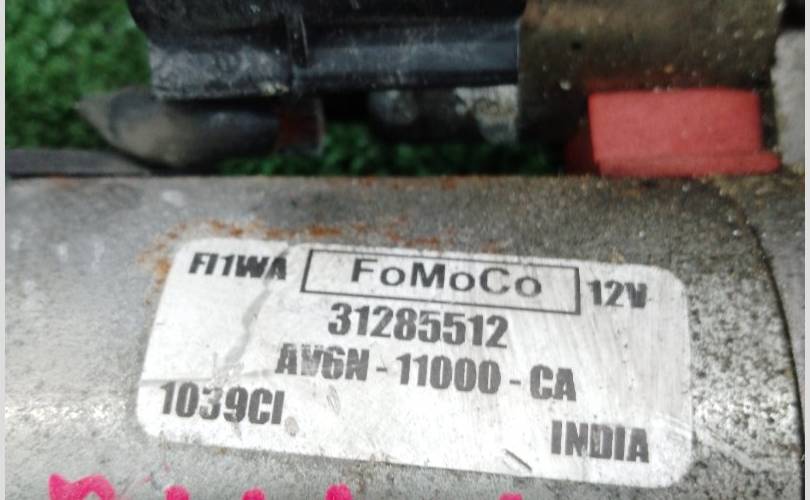 FI1WA FoMoCo 12V
31285512
AV6N - 11000 - CA
1039CI
INDIA